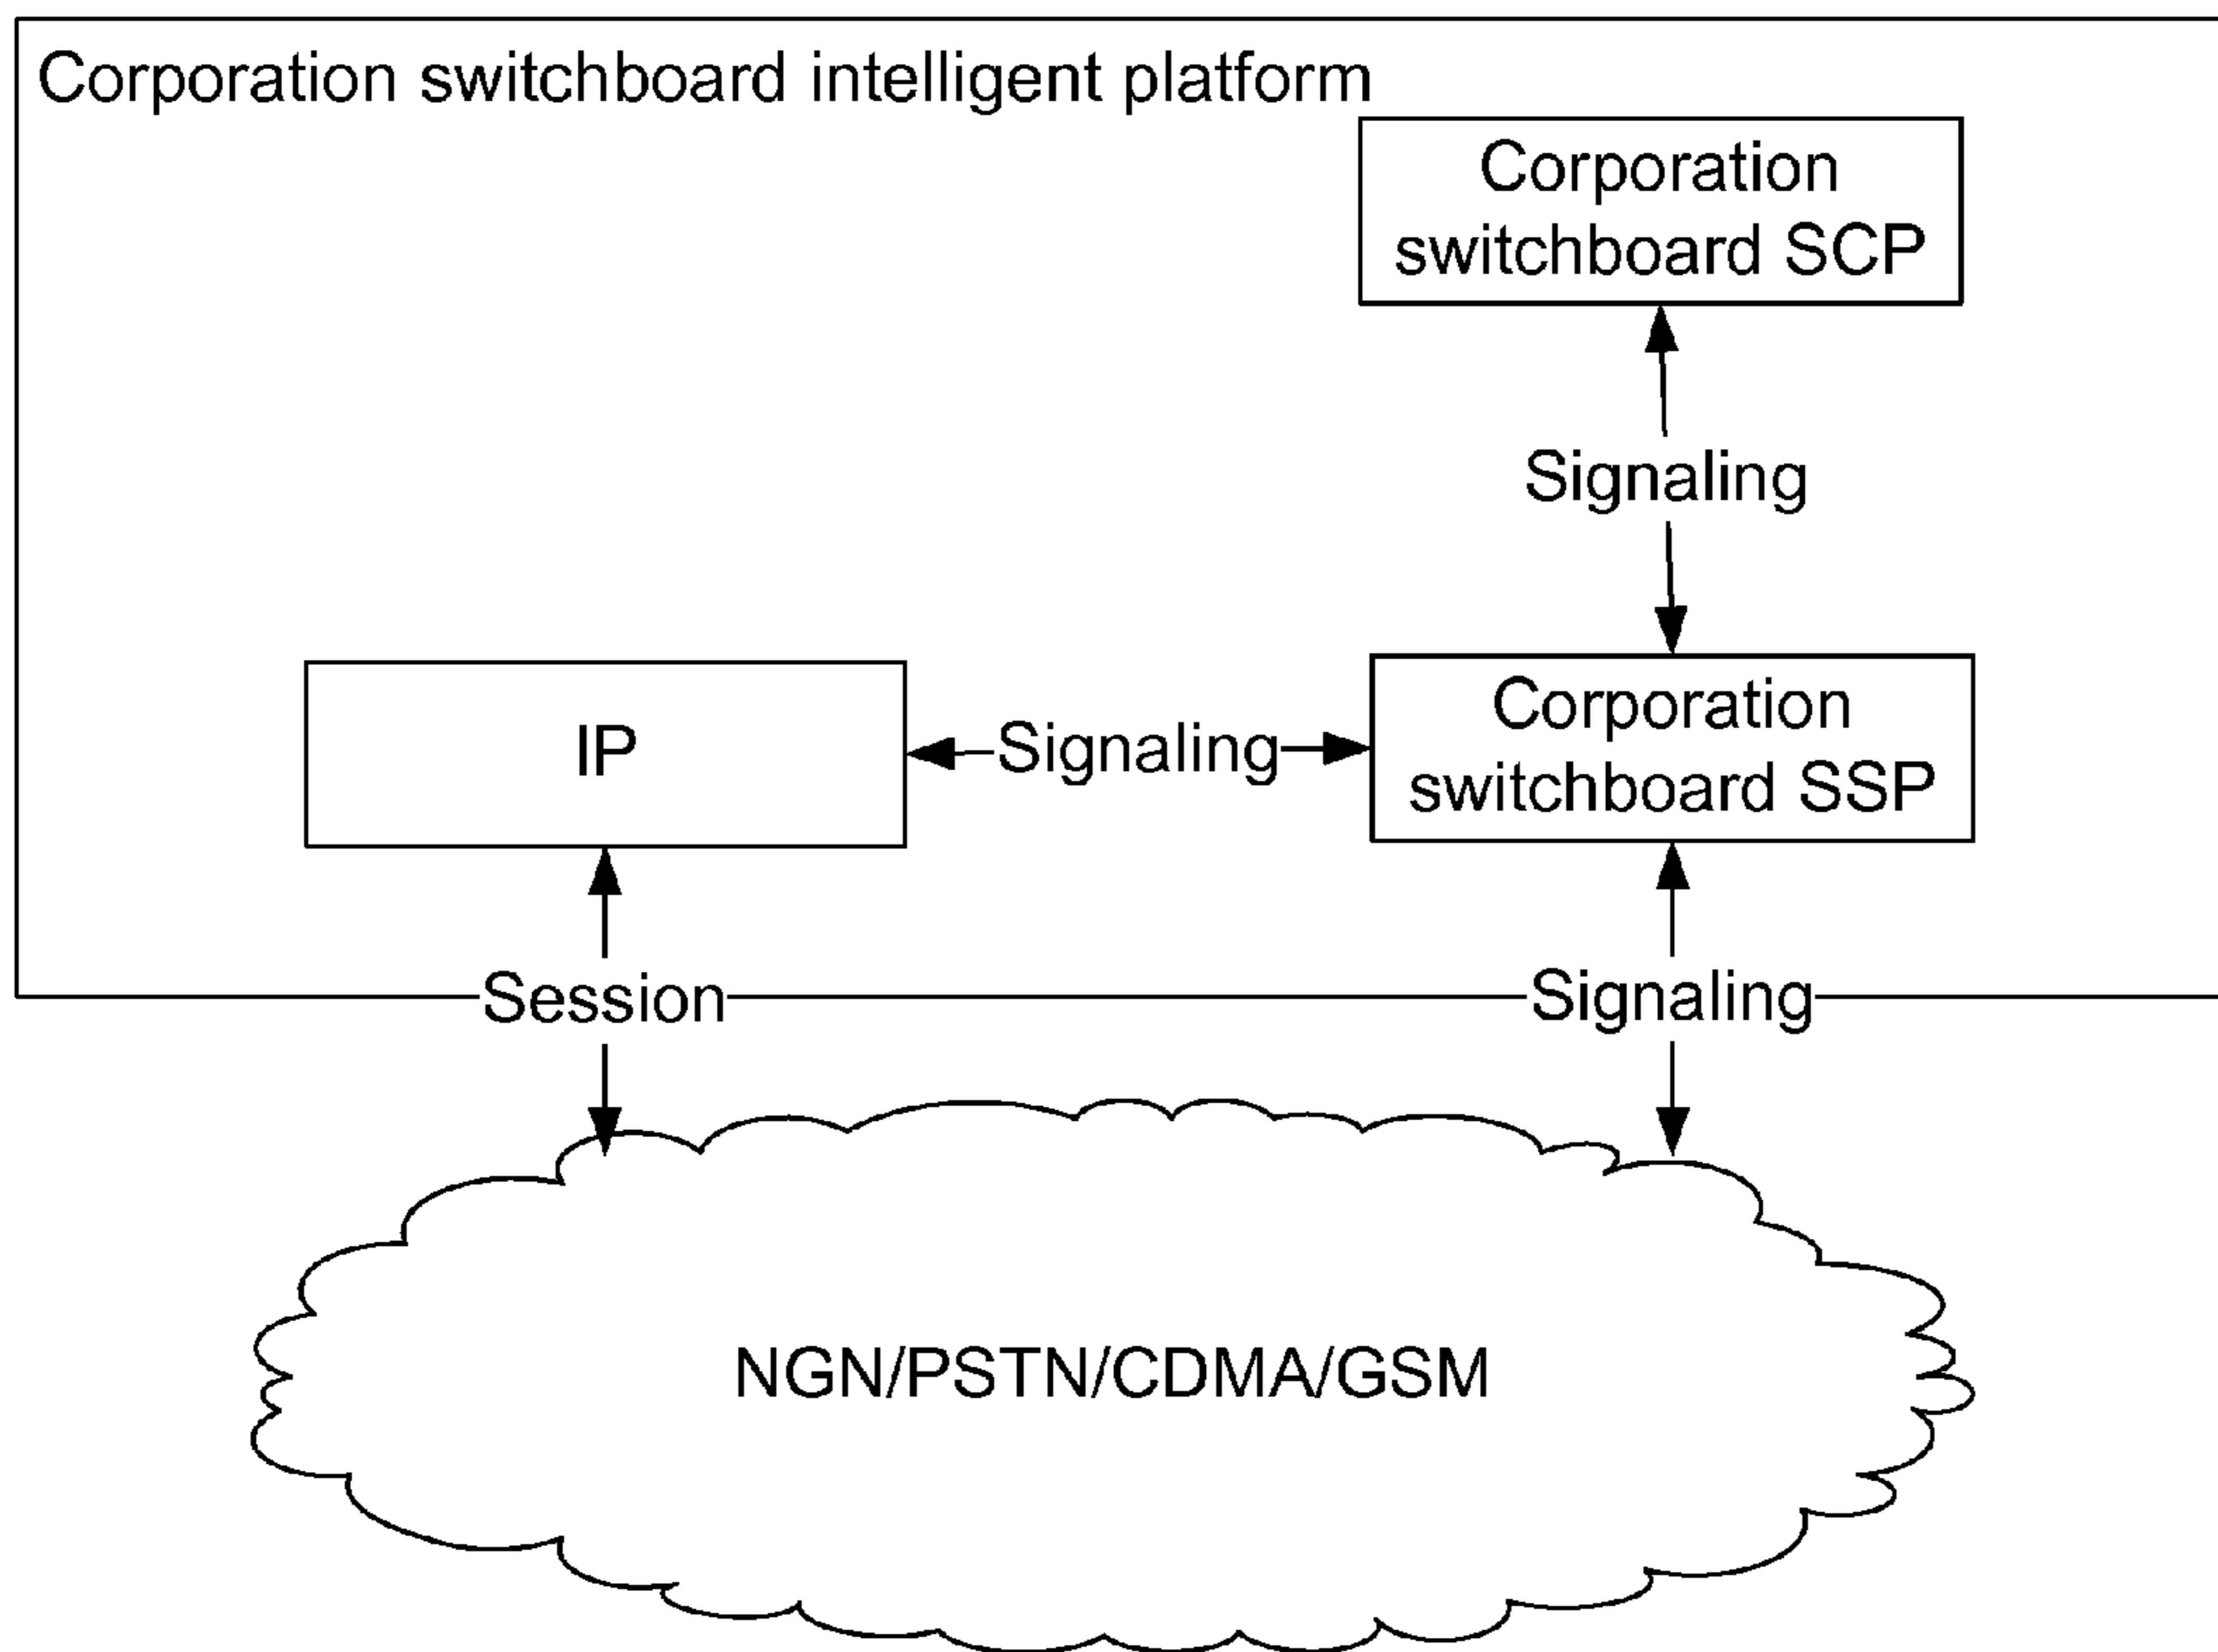 Corporation switchboard intelligent platform
Corporation
switchboard SCP
Signaling
IP
Signaling
Corporation
switchboard SSP
Session
Signaling
NGN/PSTN/CDMA/GSM